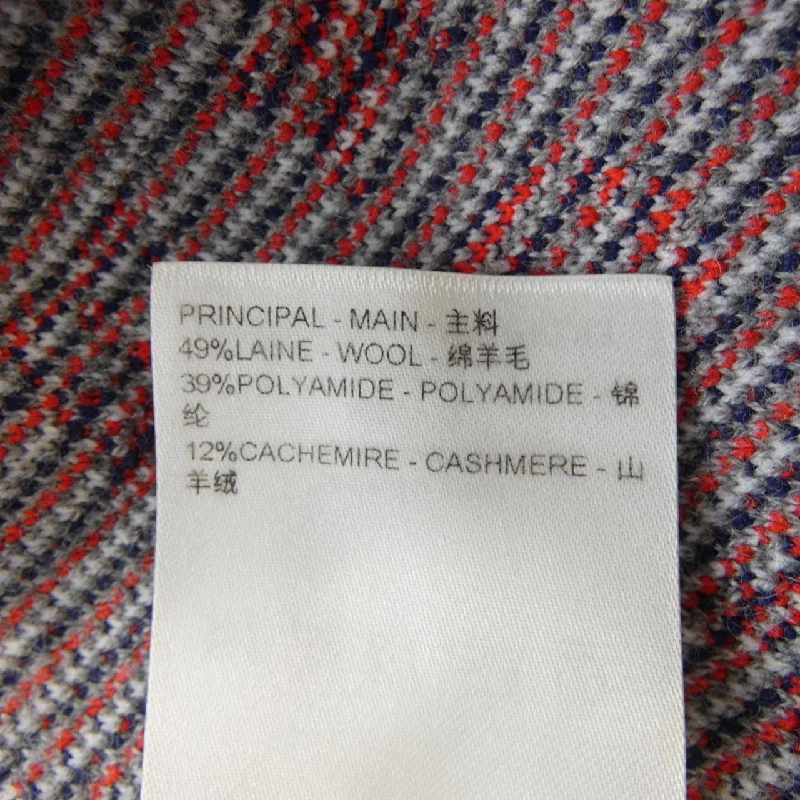 PRINCIPAL - MAIN - 主料
49%LAINE - WOOL - 绵羊毛
39%POLYAMIDE - POLYAMIDE - 锦
纶
12%CACHEMIRE - CASHMERE - 山
羊绒